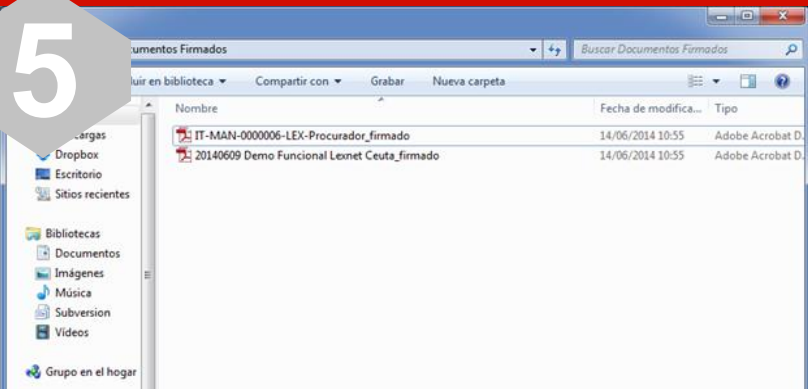 5
umentos Firmados
Buscar Documentos Firmados
uir en biblioteca Compartir con Grabar Nueva carpeta
Nombre Fecha de modifica... Tipo
cargas
IT-MAN-0000006-LEX-Procurador_firmado 14/06/2014 10:55 Adobe Acrobat D.
Dropbox
20140609 Demo Funcional Lexnet Ceuta_firmado 14/06/2014 10:55 Adobe Acrobat D.
Escritorio
Sitios recientes
Bibliotecas
Documentos
Imágenes
Música
Subversion
Vídeos
Grupo en el hogar